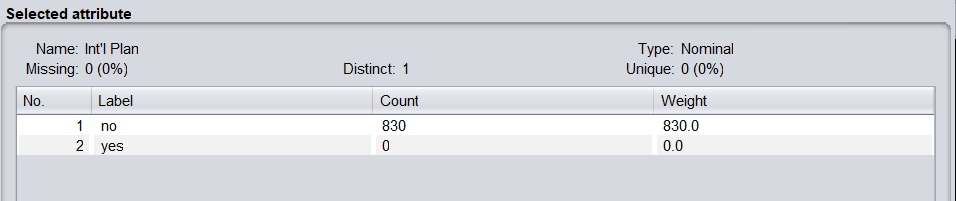 Selected attribute
Name: Int'l Plan Type: Nominal
Missing: 0 (0%) Distinct: 1 Unique: 0 (0%)
No. Label Count Weight
1 no 830 830.0
2 yes 0 0.0